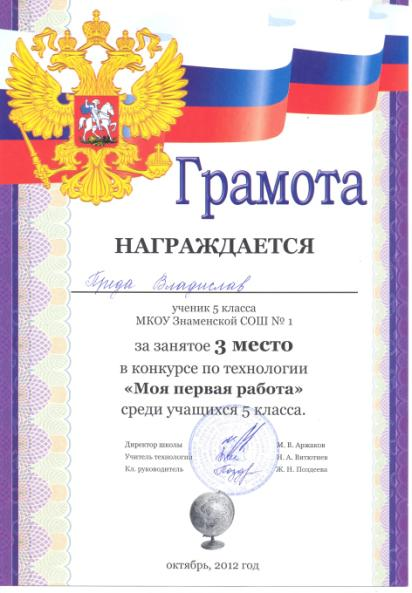 Грамота
НАГРАЖДАЕТСЯ
Преда Владислав
ученик 5 класса
МКОУ Знаменской СОШ № 1
за занятое 3 место
в конкурсе по технологии
«Моя первая работа»
среди учащихся 5 класса.
Директор школы М. В. Аржаков
Учитель технологии Н. А. Витютнев
Кл. руководитель Ж. Н. Поздеева
октябрь, 2012 год